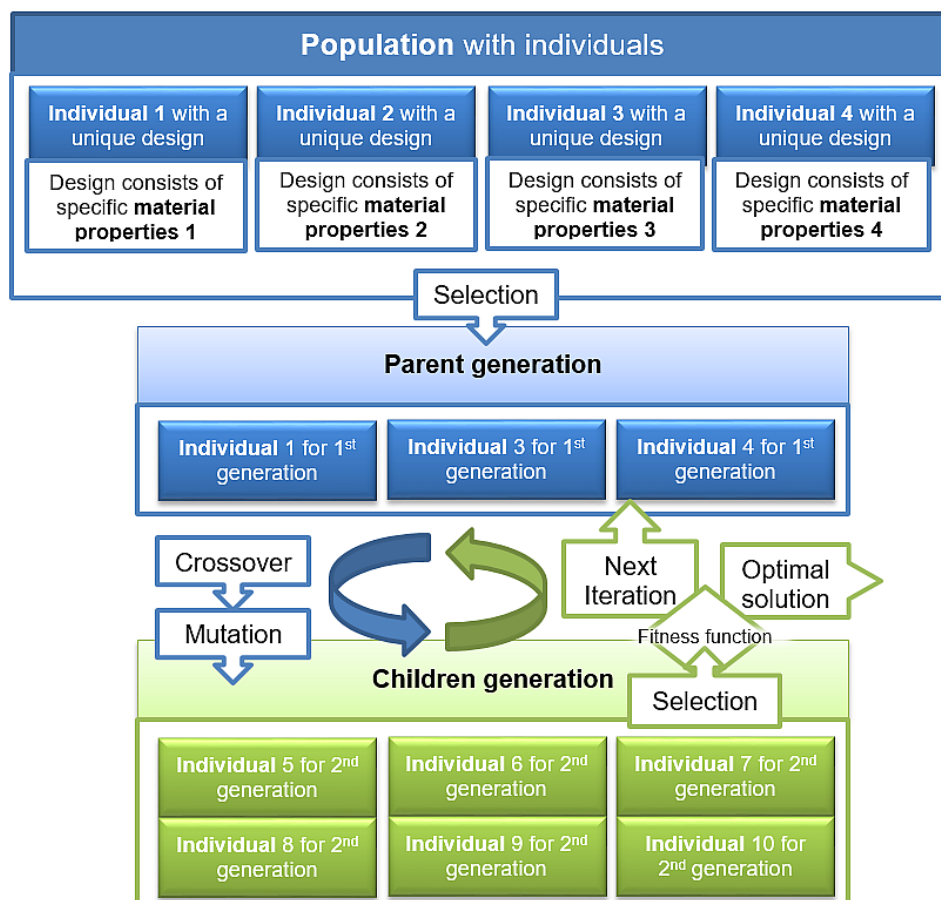 Population with individuals
Individual 1 with a
unique design
Individual 2 with a
unique design
Individual 3 with a
unique design
Individual 4 with a
unique design
Design consists of
specific material
properties 1
Design consists of
specific material
properties 2
Design consists of
specific material
properties 3
Design consists of
specific material
properties 4
Selection
Parent generation
Individual 1 for 1st
generation
Individual 3 for 1st
generation
Individual 4 for 1st
generation
Crossover
Mutation
Next
Iteration
Optimal
solution
Fitness function
Children generation
Selection
Individual 5 for 2nd
generation
Individual 6 for 2nd
generation
Individual 7 for 2nd
generation
Individual 8 for 2nd
generation
Individual 9 for 2nd
generation
Individual 10 for
2nd generation